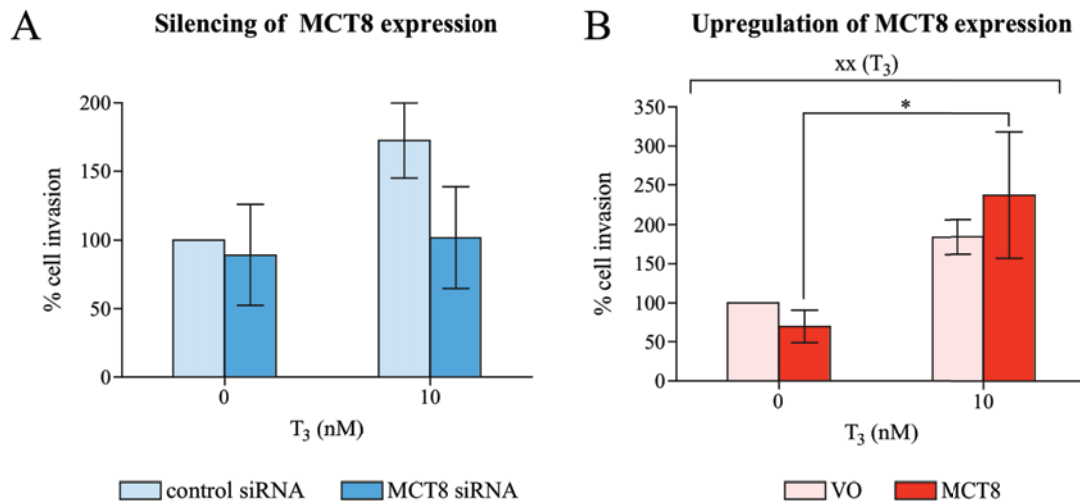 A
Silencing of MCT8 expression
200
150
100
50
0
% cell invasion
0
10
T₃ (nM)
control siRNA
MCT8 siRNA
B
Upregulation of MCT8 expression
xx (T₃)
*
350
300
250
200
150
100
50
0
% cell invasion
0
10
T₃ (nM)
VO
MCT8